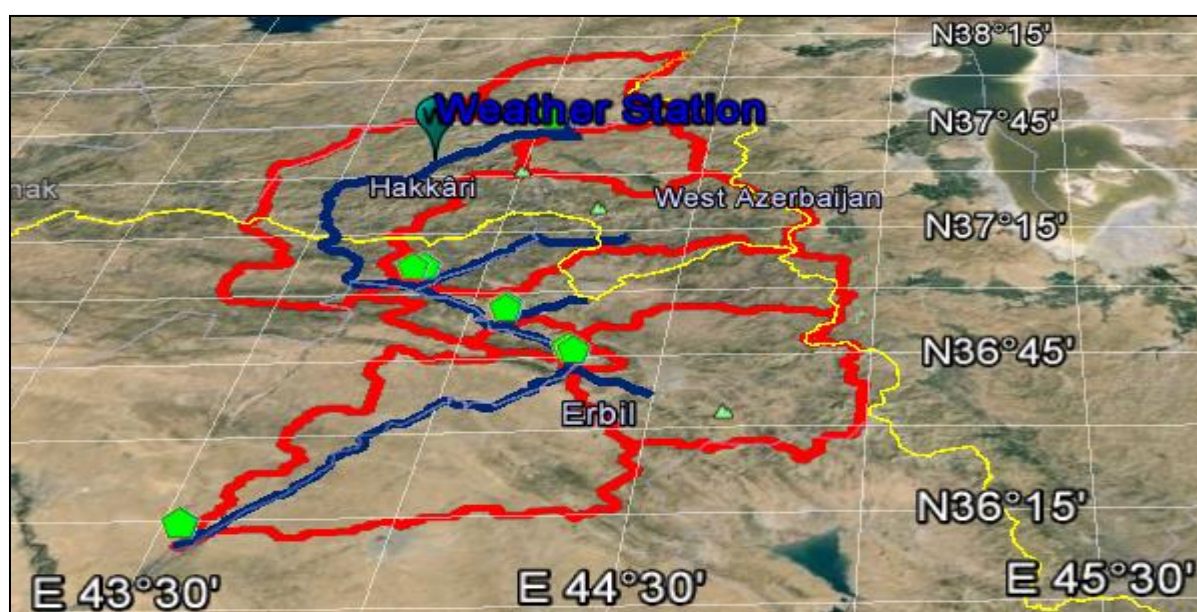 N38°15'
Weather Station
N37°45'
nak
Hakkâri
West Azerbaijan
N37°15'
N36°45'
Erbil
N36°15'
E 43°30'
E 44°30'
E 45°30'